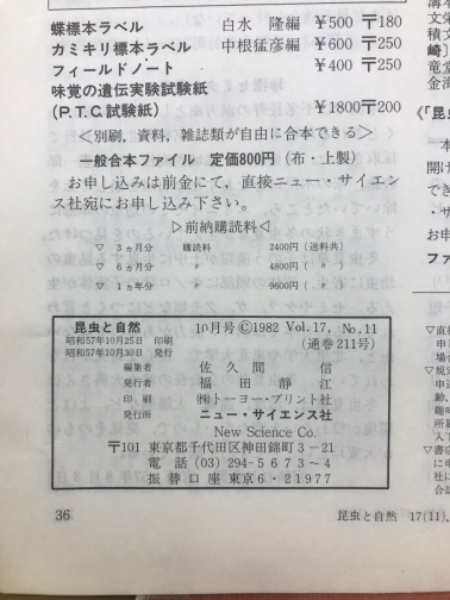 蝶標本ラベル 白水 隆編 ¥500 〒180
カミキリ標本ラベル 中根猛彦編 ¥600 〒250
フィールドノート ¥400 〒250
味覚の遺伝実験試験紙
(P.T.C.試験紙) ¥1800〒200
＜別刷，資料，雑誌類が自由に合本できる＞
一般合本ファイル 定価800円（布・上製）
お申し込みは前金にて，直接ニュー・サイエン
ス社宛にお申し込み下さい。
▷前納購読料◁
▽ 3ヵ月分 購読料 2400円（送料共）
▽ 6ヵ月分 〃 4800円（ 〃 ）
▽ 1ヵ年分 〃 9600円（ 〃 ）
昆虫と自然 10月号©1982 Vol.17, No.11
昭和57年10月25日 印刷
昭和57年10月30日 発行
(通巻211号)
編集者 佐久間 信
発行者 福田静江
印刷 ㈱トーヨー・プリント社
発行所 ニュー・サイエンス社
New Science Co.
〒101 東京都千代田区神田錦町3－21
電話 (03) 294－5673～4
振替口座 東京6・21977
36
昆虫と自然 17(11),